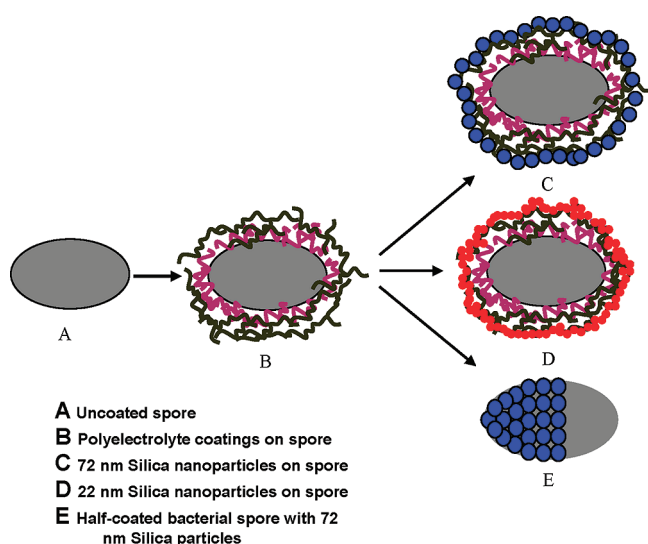 C
A
B
D
E
A Uncoated spore
B Polyelectrolyte coatings on spore
C 72 nm Silica nanoparticles on spore
D 22 nm Silica nanoparticles on spore
E Half-coated bacterial spore with 72
nm Silica particles